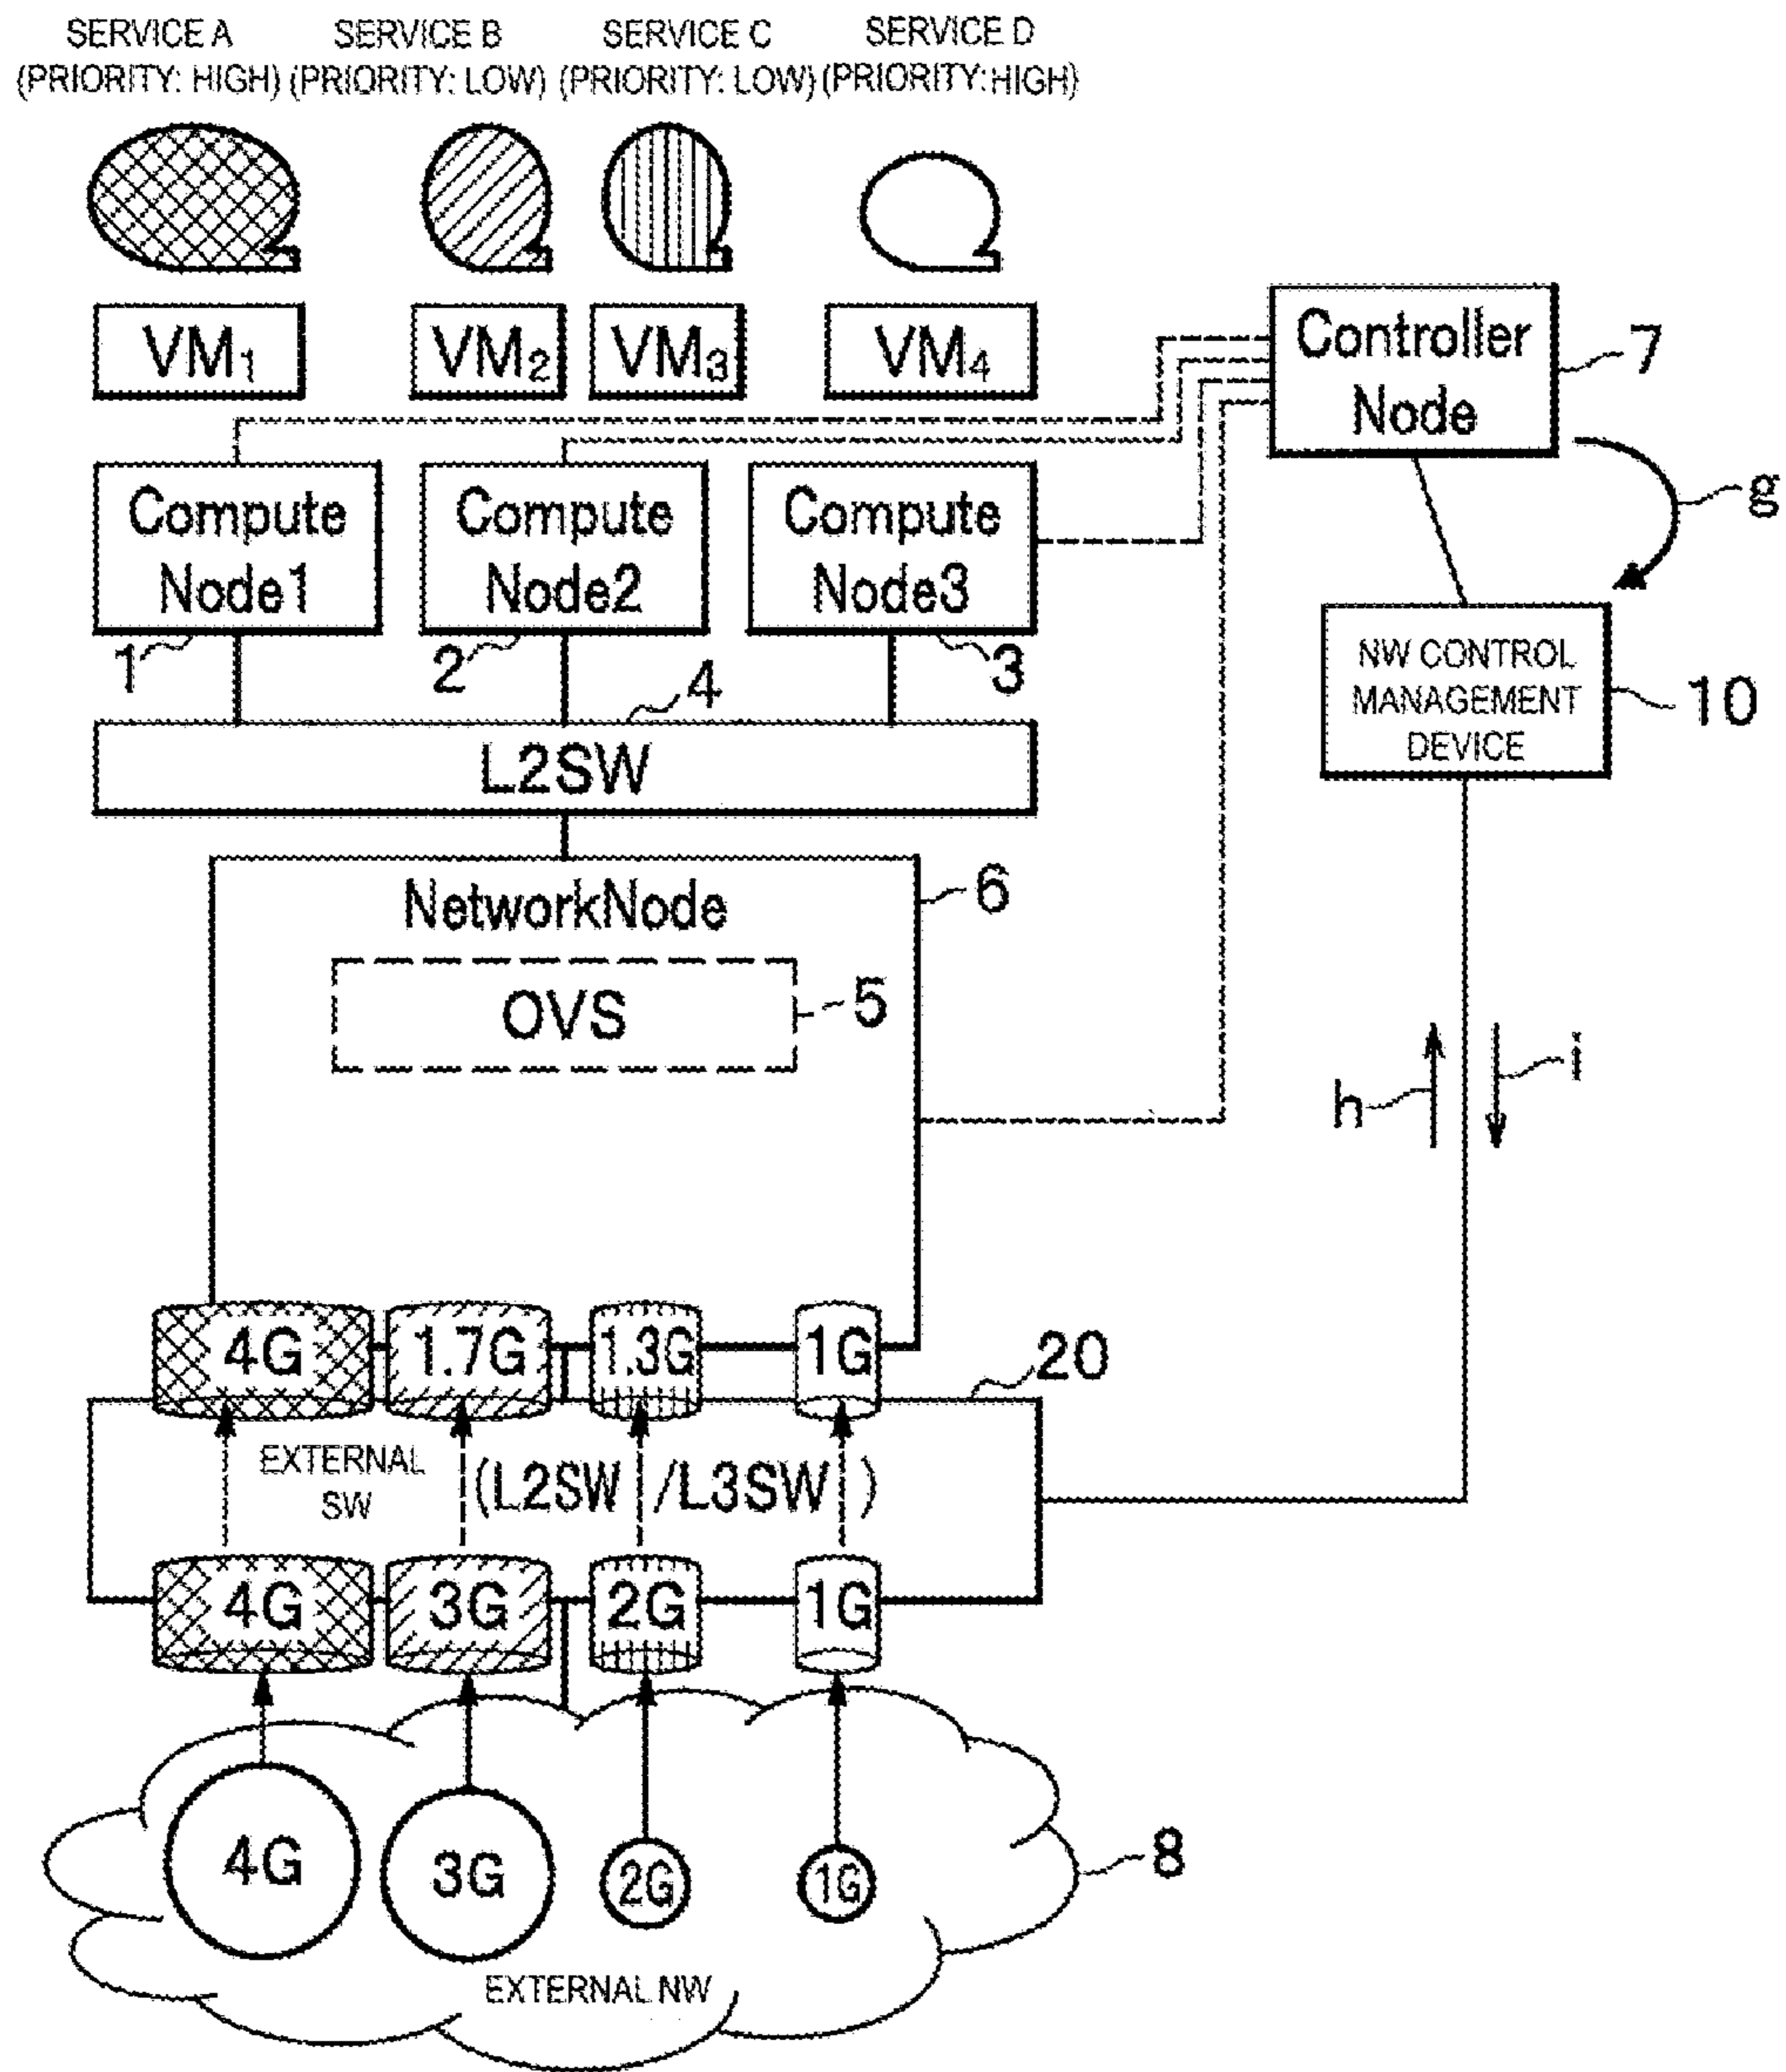 SERVICE A SERVICE B SERVICE C SERVICE D
(PRIORITY: HIGH) (PRIORITY: LOW) (PRIORITY: LOW) (PRIORITY: HIGH)
VM1 VM2 VM3 VM4
Controller
Node
7
g
Compute
Node1
Compute
Node2
Compute
Node3
1 2 3
4
NW CONTROL
MANAGEMENT
DEVICE
10
L2SW
NetworkNode
6
OVS
5
h i
4G 1.7G 1.3G 1G
20
EXTERNAL
SW
(L2SW /L3SW )
4G 3G 2G 1G
4G 3G 2G 1G
8
EXTERNAL NW